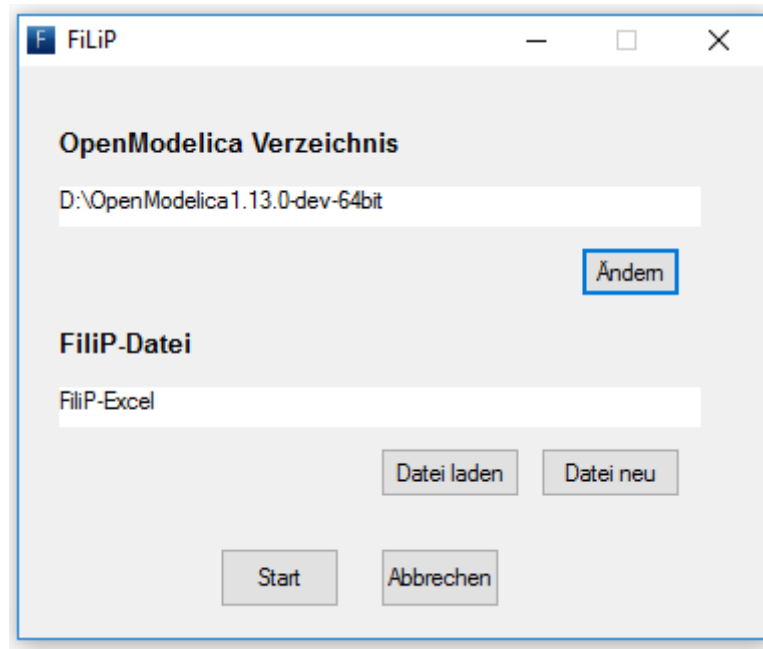 F FiLiP
OpenModelica Verzeichnis
D:\OpenModelica1.13.0-dev-64bit
Ändern
FiliP-Datei
FiliP-Excel
Datei laden Datei neu
Start Abbrechen